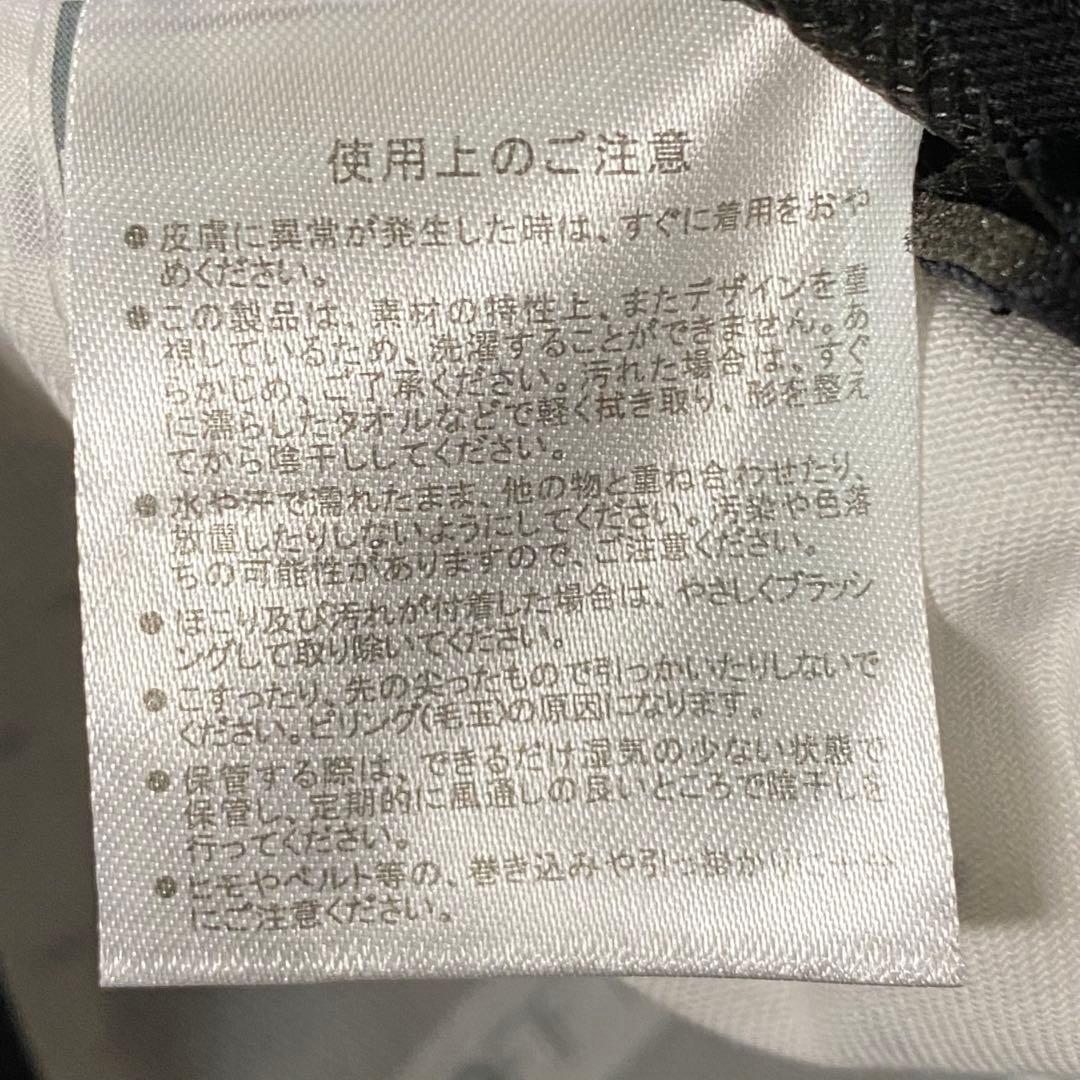 使用上のご注意
●皮膚に異常が発生した時は、すぐに着用をおや
めください。
●この製品は、素材の特性上、またデザインを重
視しているため、洗濯することができません。あ
らかじめ、ご了承ください。汚れた場合は、すぐ
に濡らしたタオルなどで軽く拭き取り、形を整え
てから陰干ししてください。
●水や汗で濡れたまま、他の物と重ね合わせたり、
放置したりしないようにしてください。汚染や色落
ちの可能性がありますので、ご注意ください。
●ほこり及び汚れが付着した場合は、やさしくブラッシ
ングして取り除いてください。
●こすったり、先の尖ったもので引っかいたりしないで
ください。ピリング(毛玉)の原因になります。
●保管する際は、できるだけ湿気の少ない状態で
保管し、定期的に風通しの良いところで陰干しを
行ってください。
●ヒモやベルト等の、巻き込みや引っ掛かりに
にご注意ください。